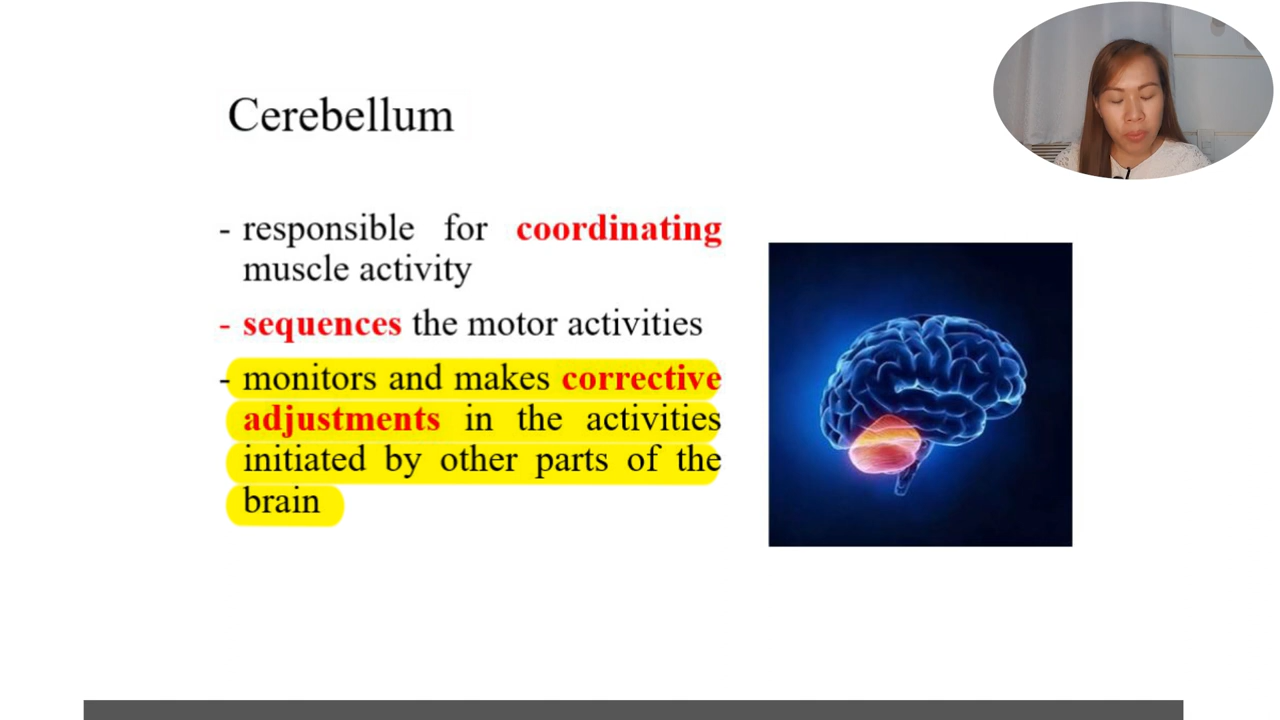 Cerebellum
- responsible for coordinating
muscle activity
- sequences the motor activities
- monitors and makes corrective
adjustments in the activities
initiated by other parts of the
brain